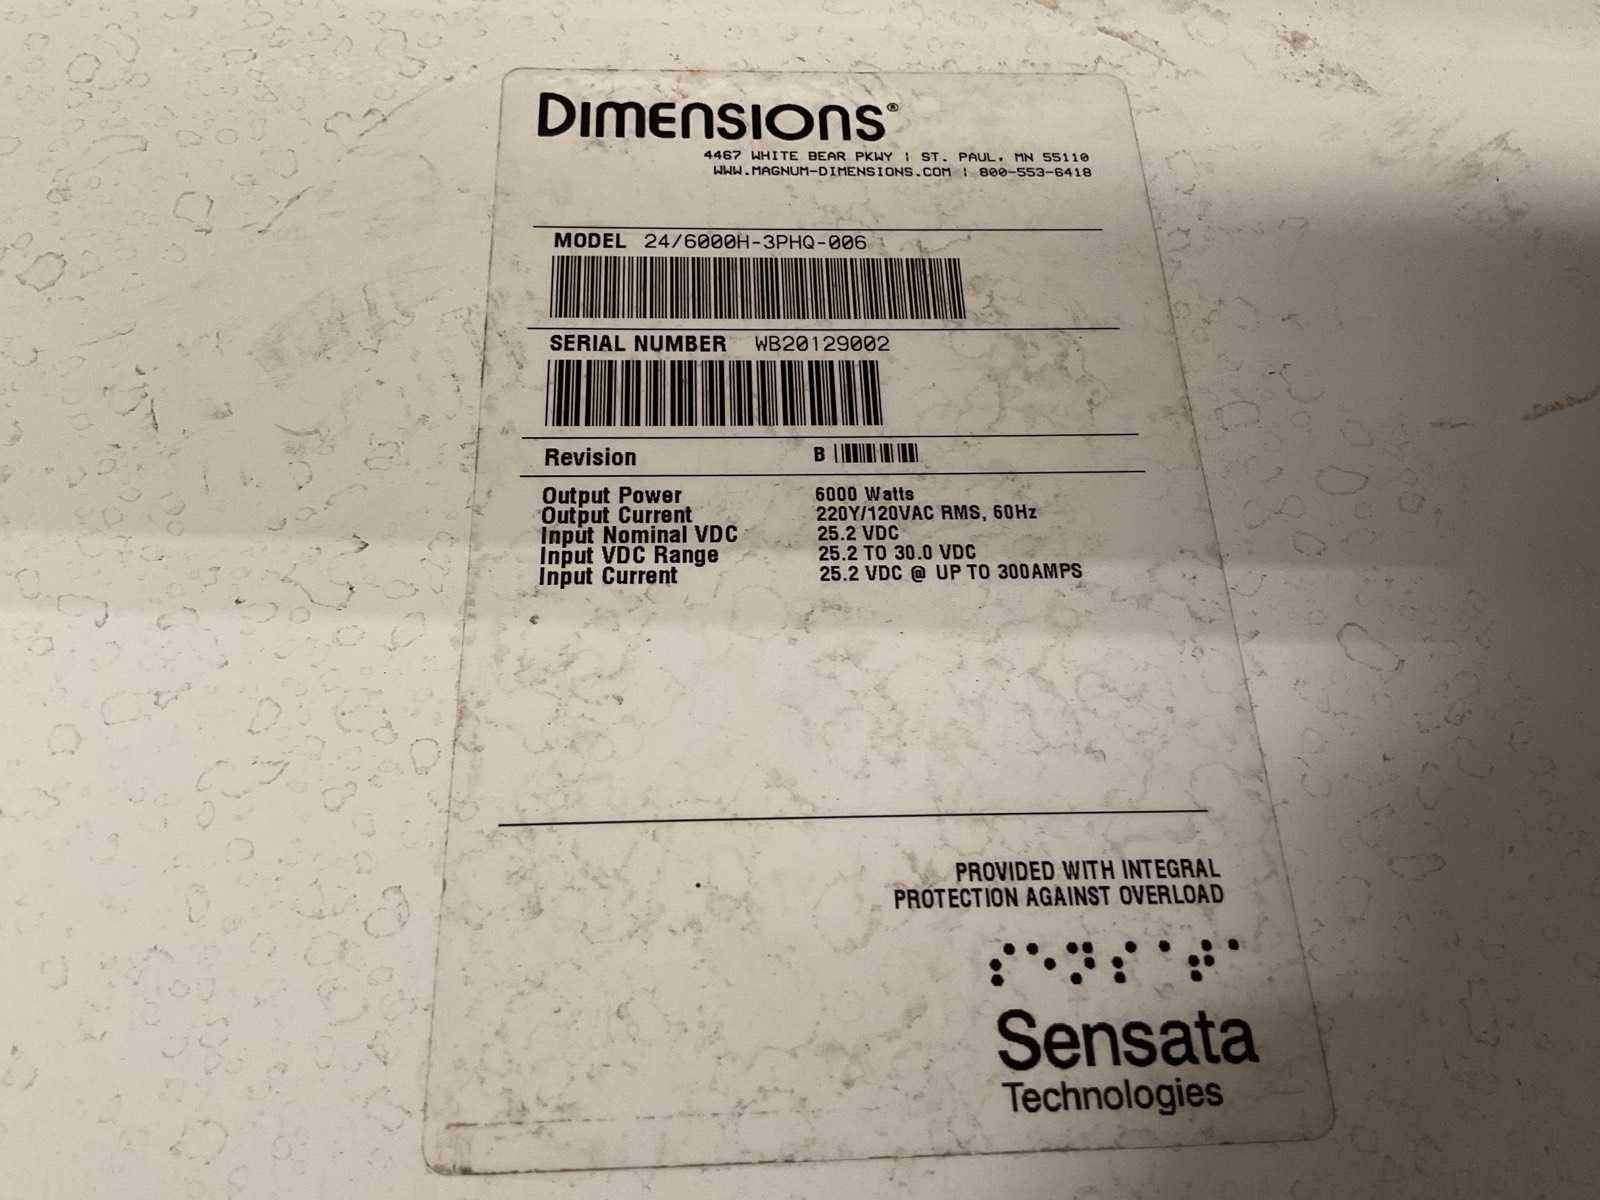 DIMENSIONS®
4467 WHITE BEAR PKWY | ST. PAUL, MN 55110
WWW.MAGNUM-DIMENSIONS.COM | 800-553-6418
MODEL 24/6000H-3PHQ-006
SERIAL NUMBER WB20129002
Revision B
Output Power 6000 Watts
Output Current 220Y/120VAC RMS, 60Hz
Input Nominal VDC 25.2 VDC
Input VDC Range 25.2 TO 30.0 VDC
Input Current 25.2 VDC @ UP TO 300AMPS
PROVIDED WITH INTEGRAL
PROTECTION AGAINST OVERLOAD
⠎⠑⠝⠎⠁⠞⠁
Sensata
Technologies